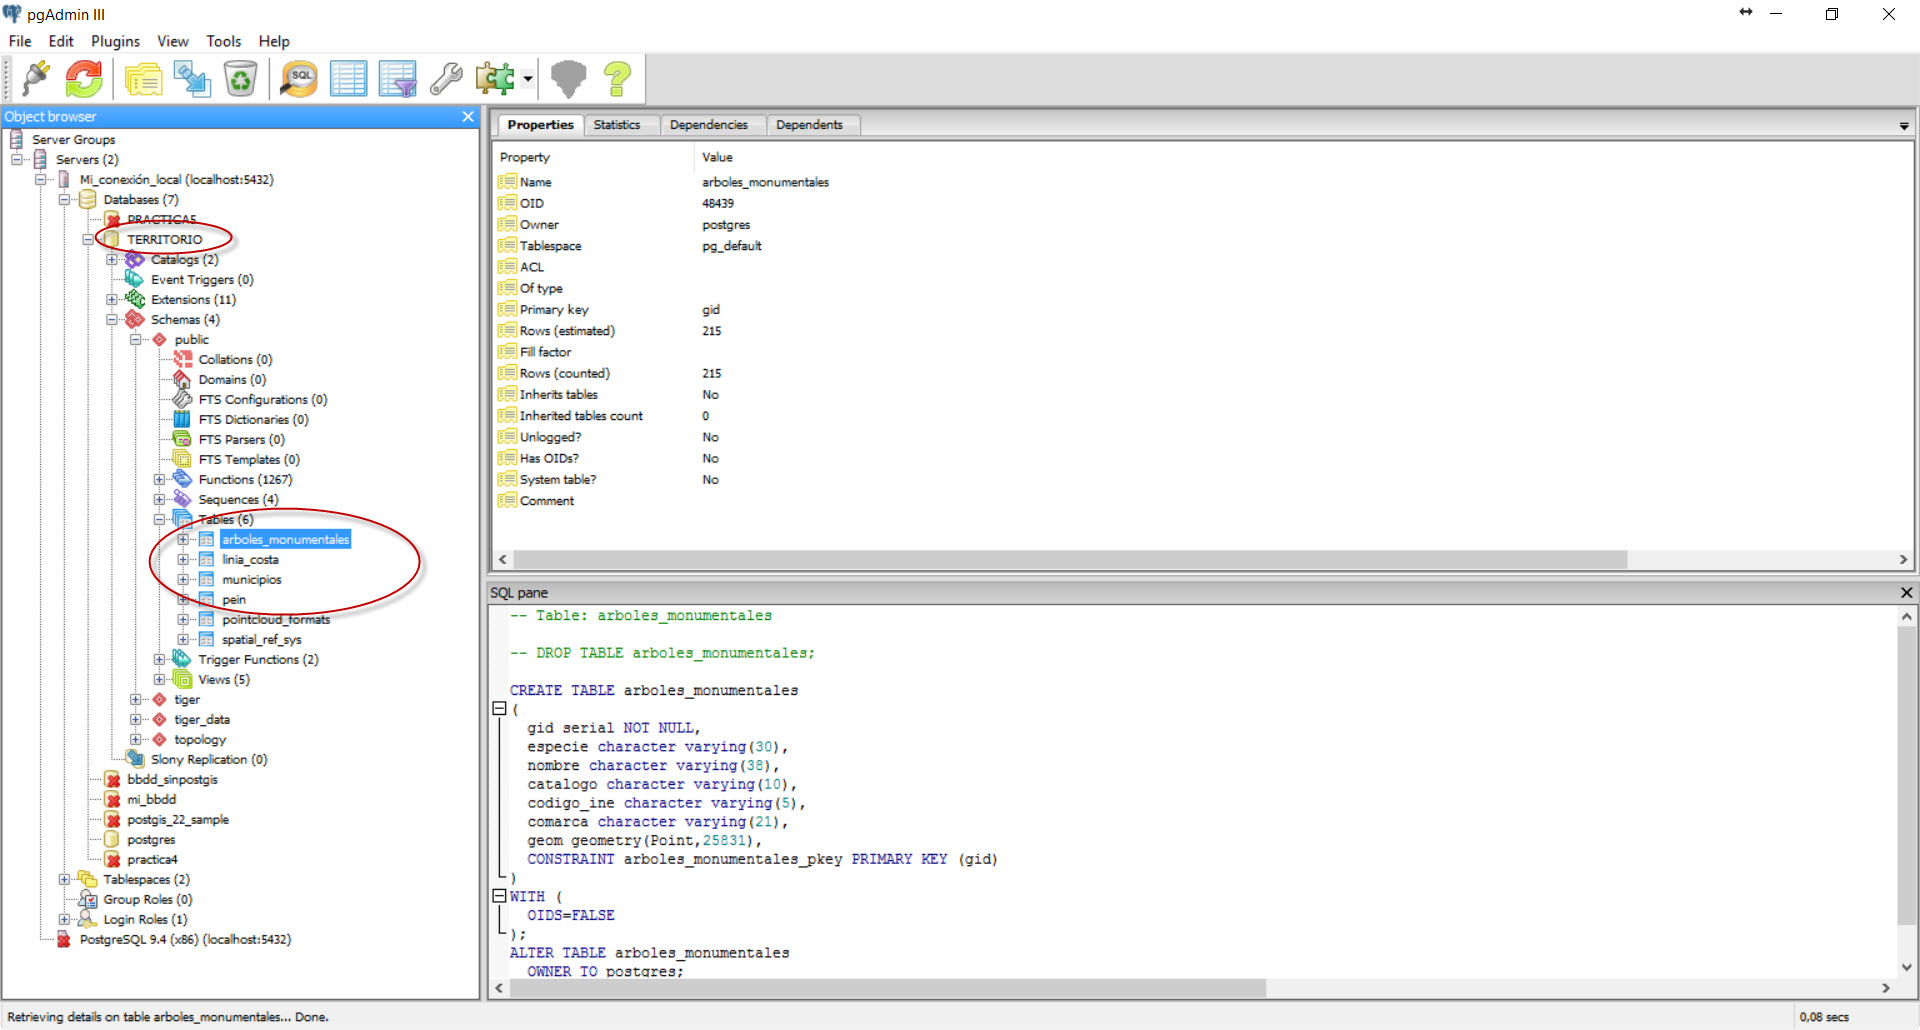 pgAdmin III
File Edit Plugins View Tools Help
SQL
Object browser
Server Groups
Servers (2)
Mi_conexión_local (localhost:5432)
Databases (7)
PRACTICA5
TERRITORIO
Catalogs (2)
Event Triggers (0)
Extensions (11)
Schemas (4)
public
Collations (0)
Domains (0)
FTS Configurations (0)
FTS Dictionaries (0)
FTS Parsers (0)
FTS Templates (0)
Functions (1267)
Sequences (4)
Tables (6)
arboles_monumentales
linia_costa
municipios
pein
pointcloud_formats
spatial_ref_sys
Trigger Functions (2)
Views (5)
tiger
tiger_data
topology
Slony Replication (0)
bbdd_sinpostgis
mi_bbdd
postgis_22_sample
postgres
practica4
Tablespaces (2)
Group Roles (0)
Login Roles (1)
PostgreSQL 9.4 (x86) (localhost:5432)
Properties Statistics Dependencies Dependents
Property Value
Name arboles_monumentales
OID 48439
Owner postgres
Tablespace pg_default
ACL
Of type
Primary key gid
Rows (estimated) 215
Fill factor
Rows (counted) 215
Inherits tables No
Inherited tables count 0
Unlogged? No
Has OIDs? No
System table? No
Comment
SQL pane
-- Table: arboles_monumentales
-- DROP TABLE arboles_monumentales;
CREATE TABLE arboles_monumentales
(
gid serial NOT NULL,
especie character varying(30),
nombre character varying(38),
catalogo character varying(10),
codigo_ine character varying(5),
comarca character varying(21),
geom geometry(Point,25831),
CONSTRAINT arboles_monumentales_pkey PRIMARY KEY (gid)
)
WITH (
OIDS=FALSE
);
ALTER TABLE arboles_monumentales
OWNER TO postgres;
Retrieving details on table arboles_monumentales... Done.
0,08 secs